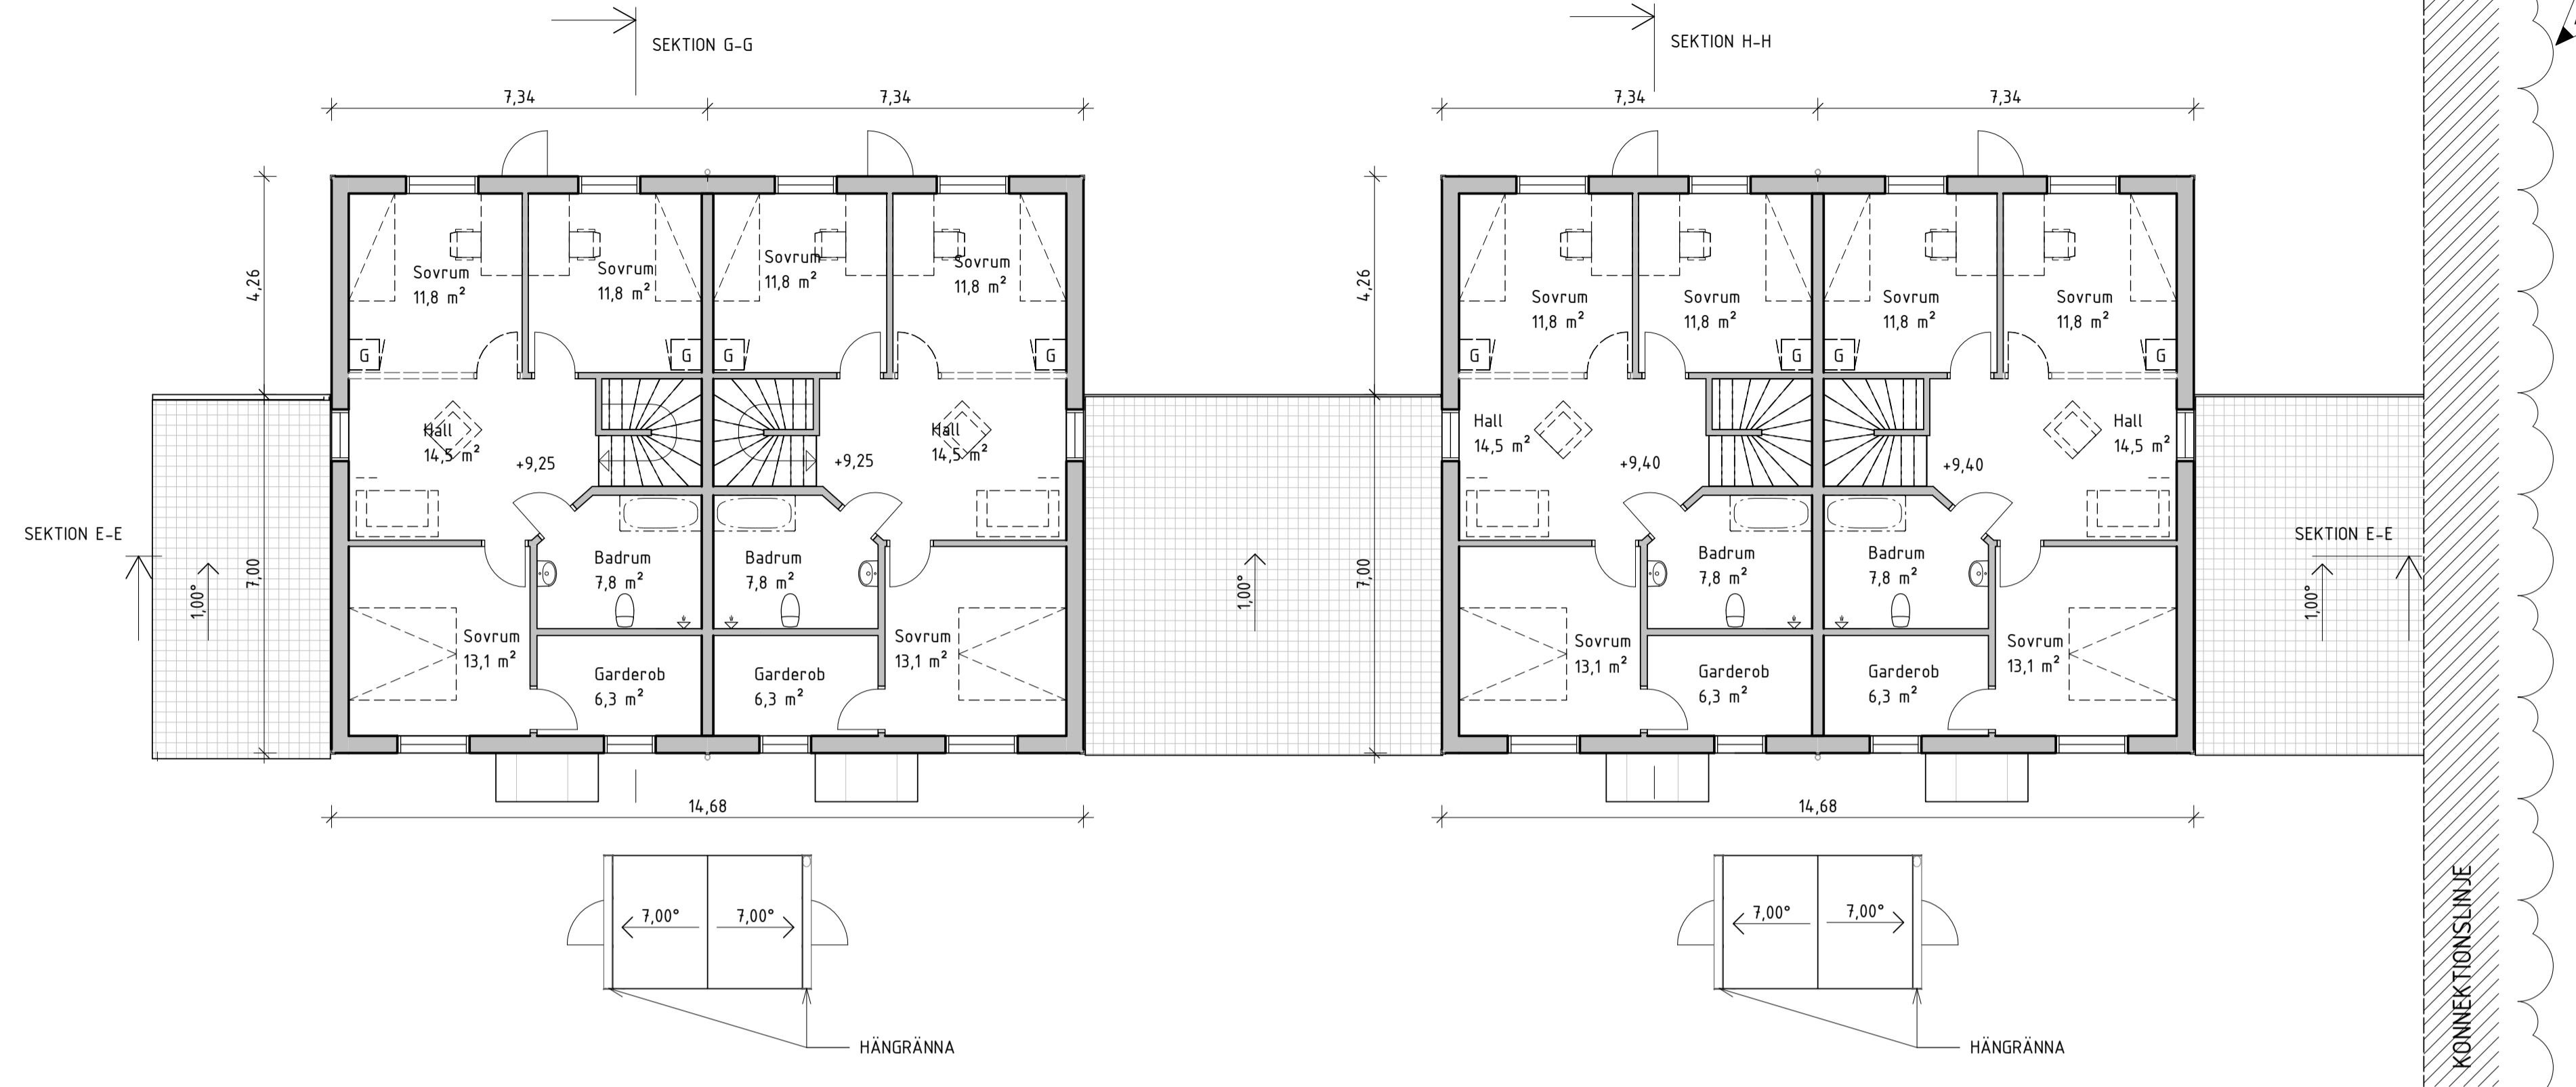 SEKTION G-G
SEKTION H-H
7,34
7,34
7,34
7,34
4,26
4,26
Sovrum
11,8 m²
Sovrum
11,8 m²
Sovrum
11,8 m²
Sovrum
11,8 m²
Sovrum
11,8 m²
Sovrum
11,8 m²
Sovrum
11,8 m²
Sovrum
11,8 m²
G
G
G
G
G
G
G
G
Hall
14,5 m²
+9,25
+9,25
Hall
14,5 m²
Hall
14,5 m²
+9,40
+9,40
Hall
14,5 m²
SEKTION E-E
SEKTION E-E
1,00°
7,00
1,00°
7,00
1,00°
Badrum
7,8 m²
Badrum
7,8 m²
Badrum
7,8 m²
Badrum
7,8 m²
Sovrum
13,1 m²
Garderob
6,3 m²
Garderob
6,3 m²
Sovrum
13,1 m²
Sovrum
13,1 m²
Garderob
6,3 m²
Garderob
6,3 m²
Sovrum
13,1 m²
14,68
14,68
7,00°
7,00°
7,00°
7,00°
HÄNGRÄNNA
HÄNGRÄNNA
KONNEKTIONSLINJE